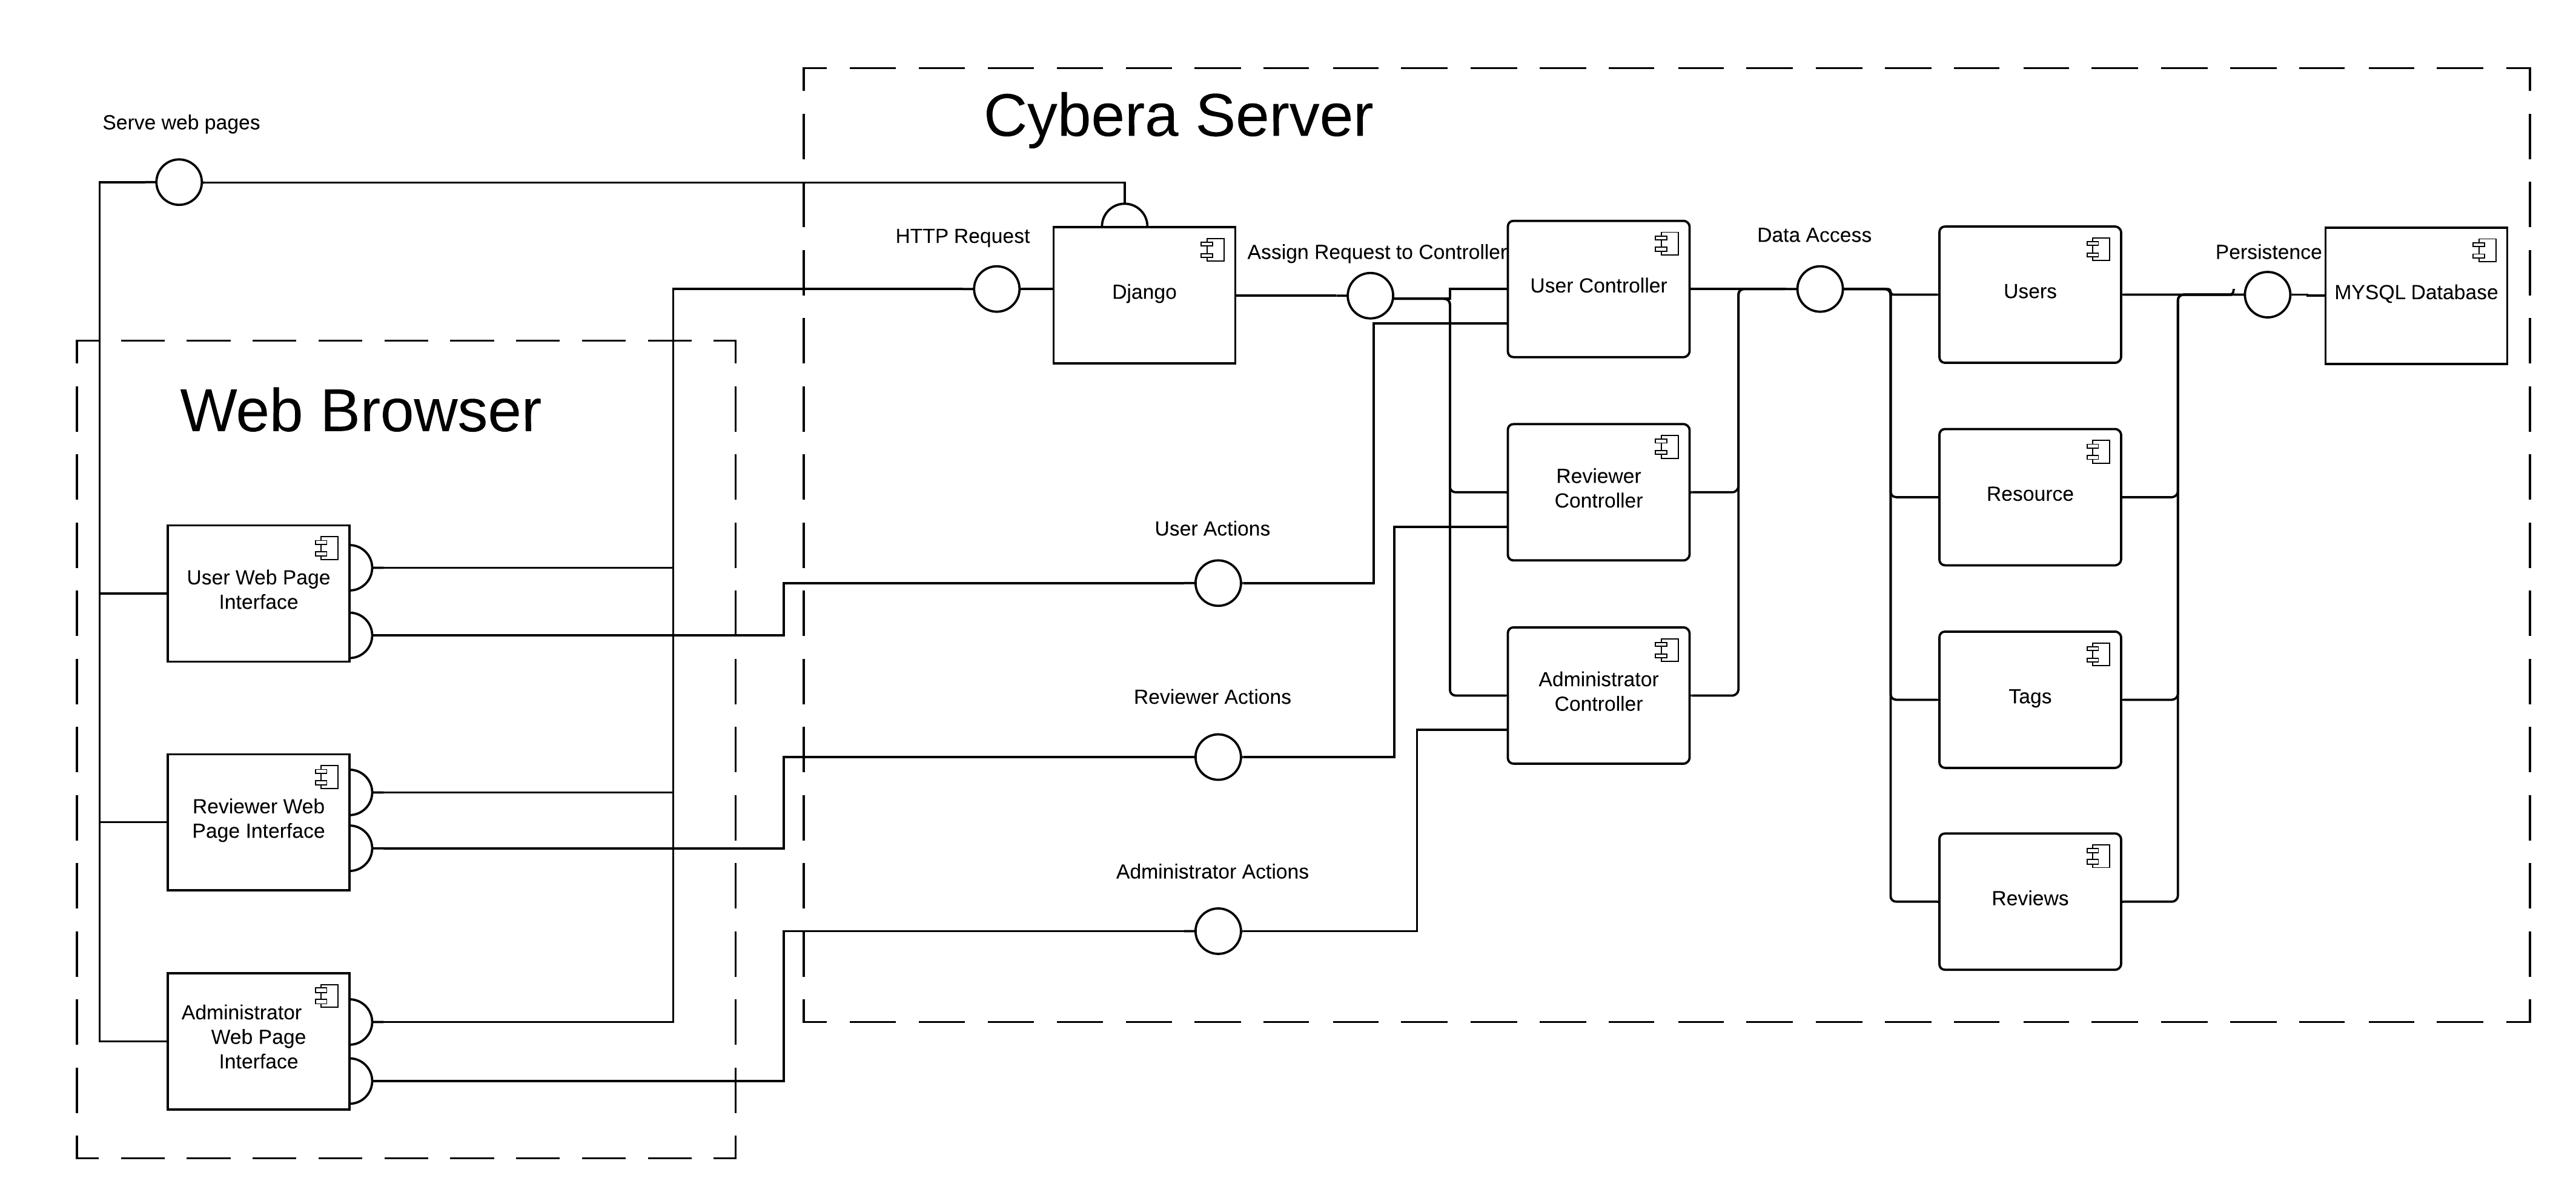 Cybera Server
Serve web pages
HTTP Request
Django
Assign Request to Controller
User Controller
Data Access
Users
Persistence
MYSQL Database
Web Browser
Reviewer
Controller
Resource
User Actions
User Web Page
Interface
Reviewer Actions
Administrator
Controller
Tags
Reviewer Web
Page Interface
Administrator Actions
Reviews
Administrator
Web Page
Interface